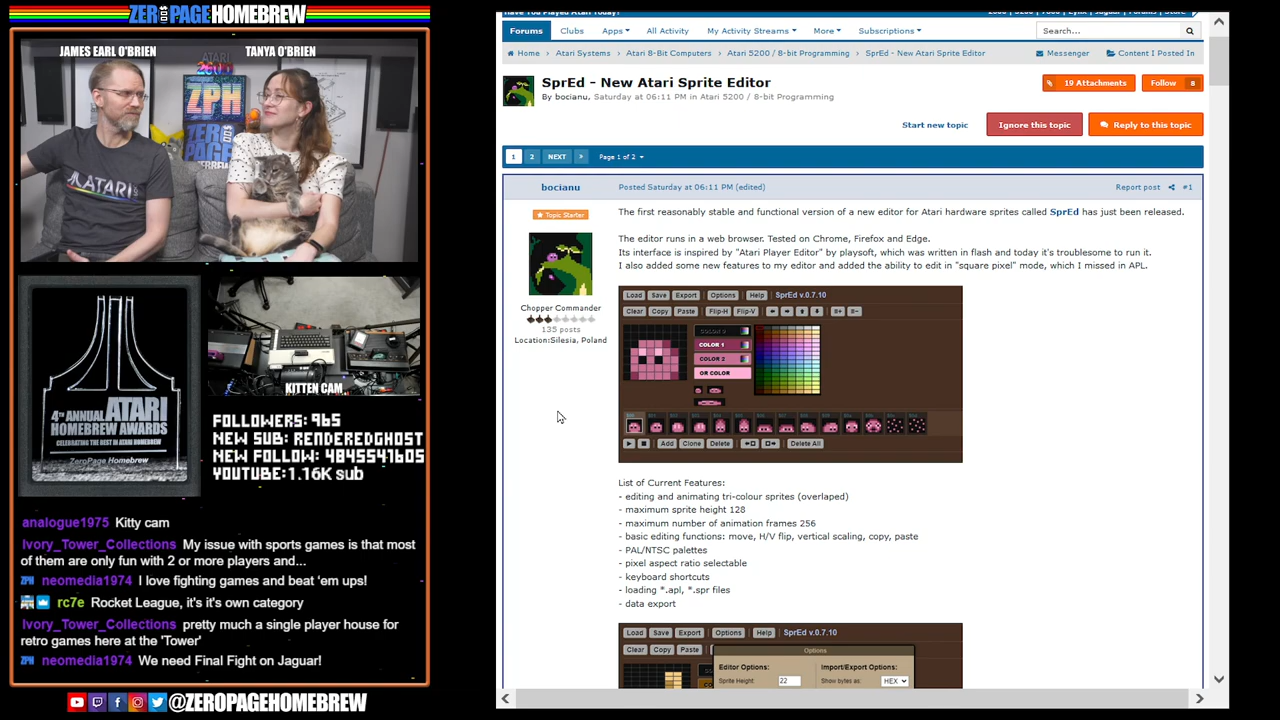 ZEROPAGEHOMEBREW
JAMES EARL O'BRIEN
TANYA O'BRIEN
ATARI
ZPH
4TH ANNUAL ATARI
HOMEBREW AWARDS
CELEBRATING THE BEST IN ATARI HOMEBREW
ZeroPage Homebrew
KITTEN CAM
FOLLOWERS: 965
NEW SUB: RENDEREDGHOST
NEW FOLLOW: 4845541605
YOUTUBE: 1.16K sub
analogue1975 Kitty cam
Ivory_Tower_Collections My issue with sports games is that most
of them are only fun with 2 or more players and...
neomedia1974 I love fighting games and beat 'em ups!
rc7e Rocket League, it's it's own category
Ivory_Tower_Collections pretty much a single player house for
retro games here at the 'Tower'
neomedia1974 We need Final Fight on Jaguar!
@ZEROPAGEHOMEBREW
Have You Played Atari Today?
Forums Clubs Apps All Activity My Activity Streams More Subscriptions Search...
Home > Atari Systems > Atari 8-Bit Computers > Atari 5200 / 8-bit Programming > SprEd - New Atari Sprite Editor Messenger Content I Posted In
SprEd - New Atari Sprite Editor
19 Attachments Follow 8
By bocianu, Saturday at 06:11 PM in Atari 5200 / 8-bit Programming
Start new topic Ignore this topic Reply to this topic
1 2 NEXT Page 1 of 2
bocianu Posted Saturday at 06:11 PM (edited) Report post #1
Topic Starter
Chopper Commander
135 posts
Location:Silesia, Poland
The first reasonably stable and functional version of a new editor for Atari hardware sprites called SprEd has just been released.
The editor runs in a web browser. Tested on Chrome, Firefox and Edge.
Its interface is inspired by "Atari Player Editor" by playsoft, which was written in flash and today it's troublesome to run it.
I also added some new features to my editor and added the ability to edit in "square pixel" mode, which I missed in APL.
Load Save Export Options Help SprEd v.0.7.10
Clear Copy Paste Flip-H Flip-V
COLOR 0
COLOR 1
COLOR 2
OR COLOR
Add Clone Delete Delete All
List of Current Features:
- editing and animating tri-colour sprites (overlaped)
- maximum sprite height 128
- maximum number of animation frames 256
- basic editing functions: move, H/V flip, vertical scaling, copy, paste
- PAL/NTSC palettes
- pixel aspect ratio selectable
- keyboard shortcuts
- loading *.apl, *.spr files
- data export
Load Save Export Options Help SprEd v.0.7.10
Clear Copy Paste Options
Editor Options: Import/Export Options:
Sprite Height: 22 Show bytes as: HEX